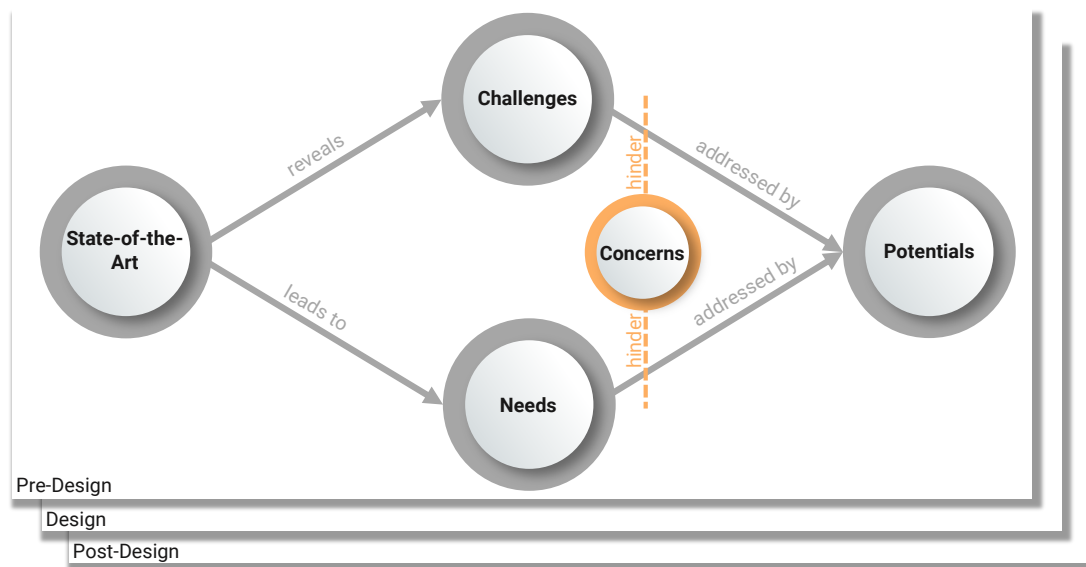 Challenges
reveals
hinder
addressed by
State-of-the-
Art
Concerns
Potentials
leads to
hinder
addressed by
Needs
Pre-Design
Design
Post-Design